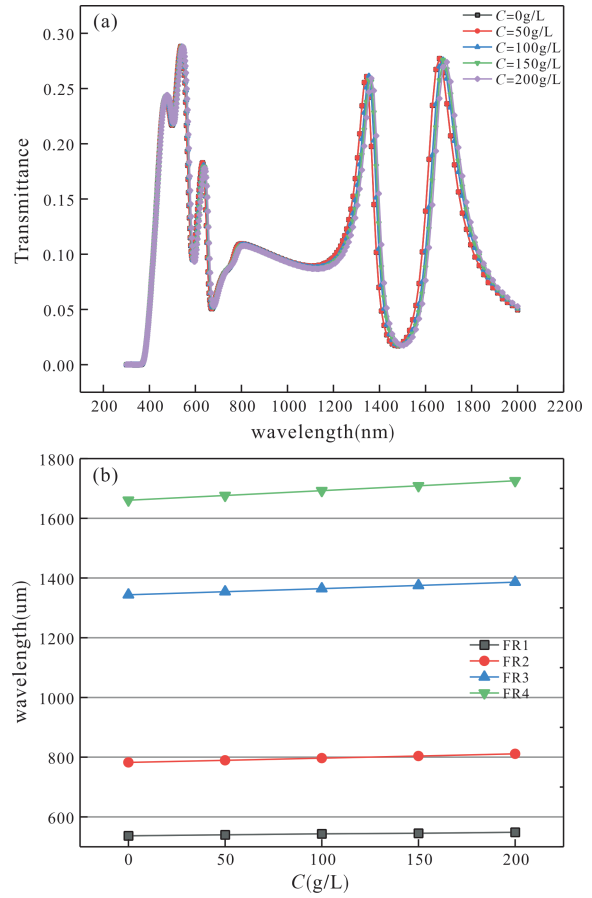 (a)
C=0g/L
C=50g/L
C=100g/L
C=150g/L
C=200g/L
0.30
0.25
0.20
0.15
0.10
0.05
0.00
Transmittance
200 400 600 800 1000 1200 1400 1600 1800 2000 2200
wavelength(nm)
(b)
1800
1600
1400
1200
1000
800
600
wavelength(um)
FR1
FR2
FR3
FR4
0 50 100 150 200
C(g/L)